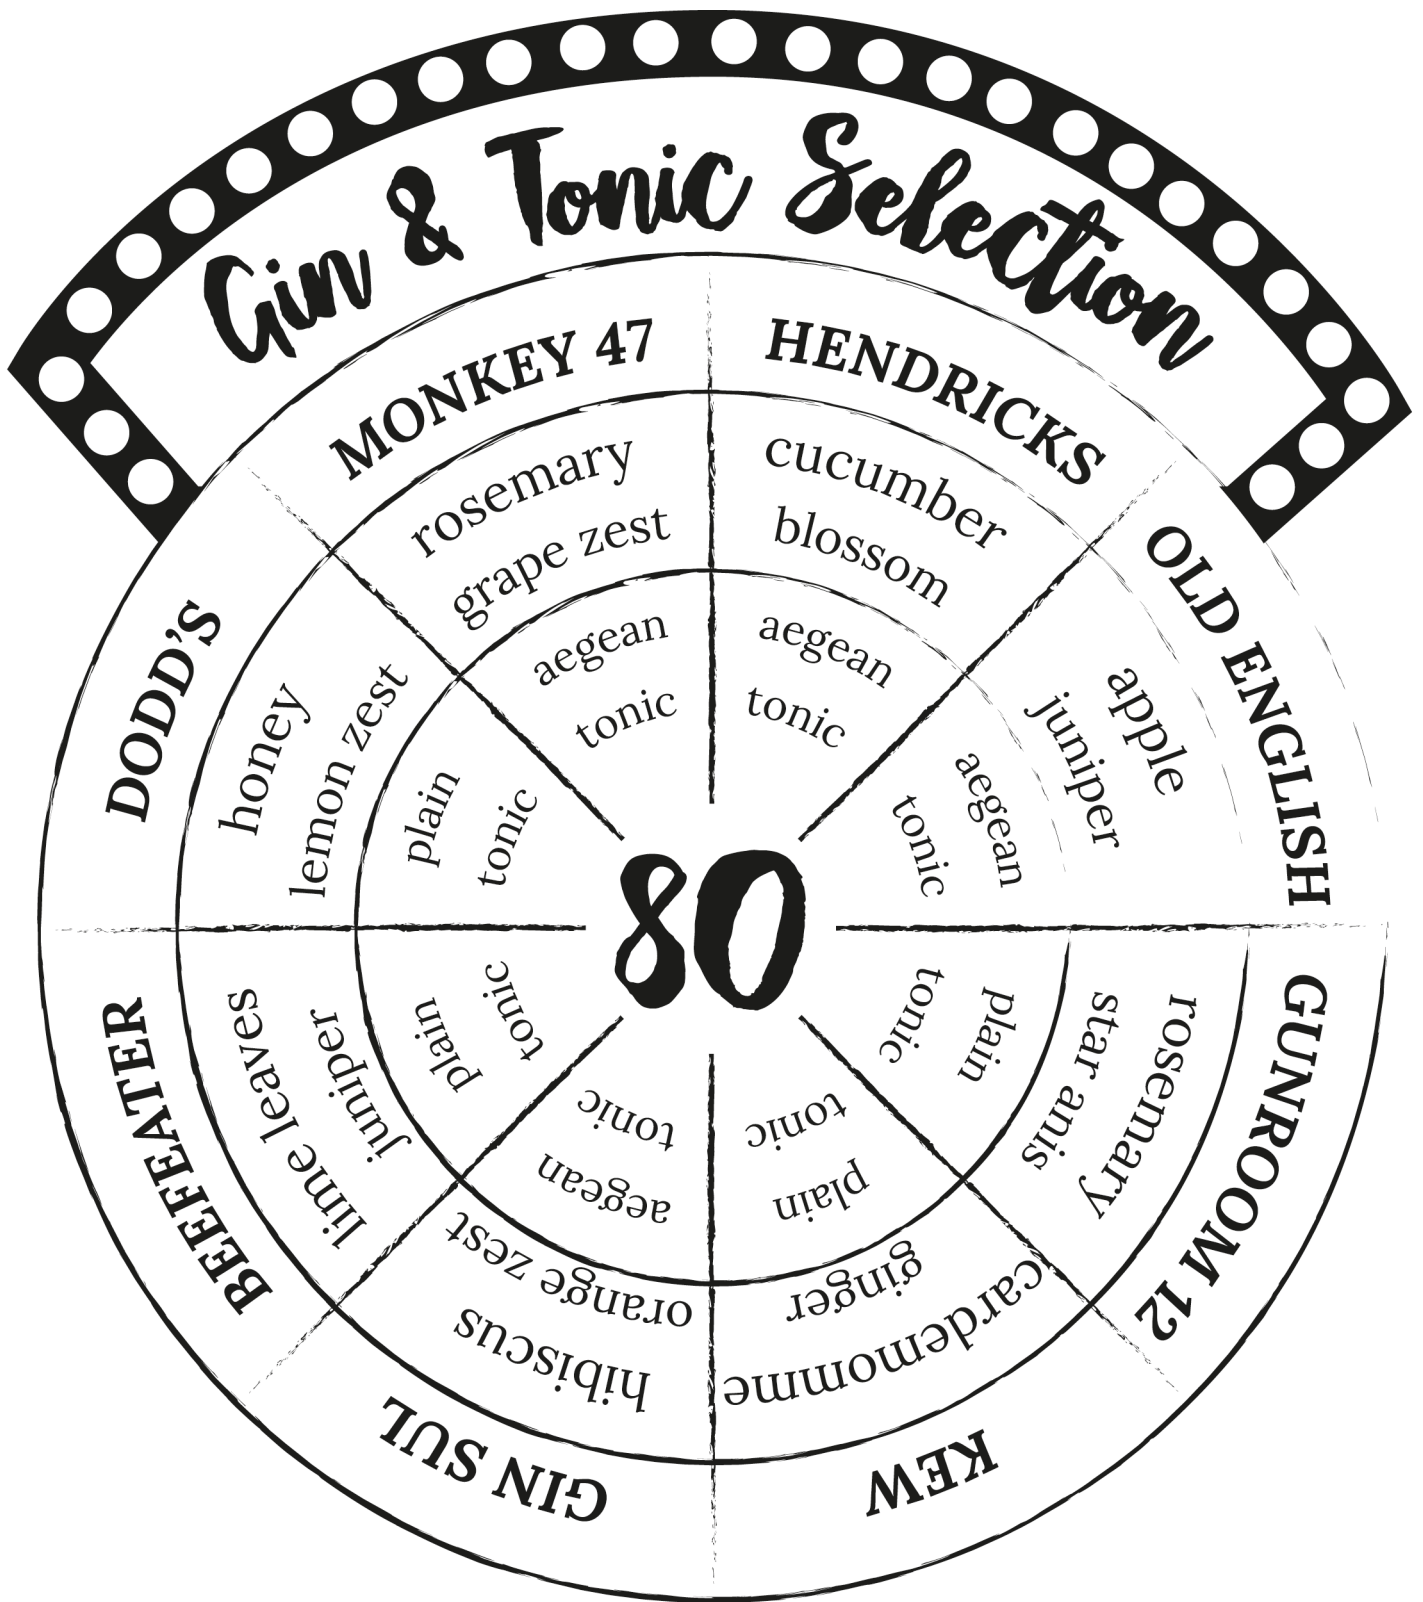 Gin & Tonic Selection
MONKEY 47
rosemary
grape zest
aegean
tonic
HENDRICKS
cucumber
blossom
aegean
tonic
OLD ENGLISH
apple
juniper
aegean
tonic
GUNROOM 12
rosemary
star anis
plain
tonic
KEW
cardemomme
ginger
plain
tonic
GIN SUL
hibiscus
orange zest
aegean
tonic
BEEFEATER
lime leaves
juniper
plain
tonic
DODD'S
honey
lemon zest
plain
tonic
80